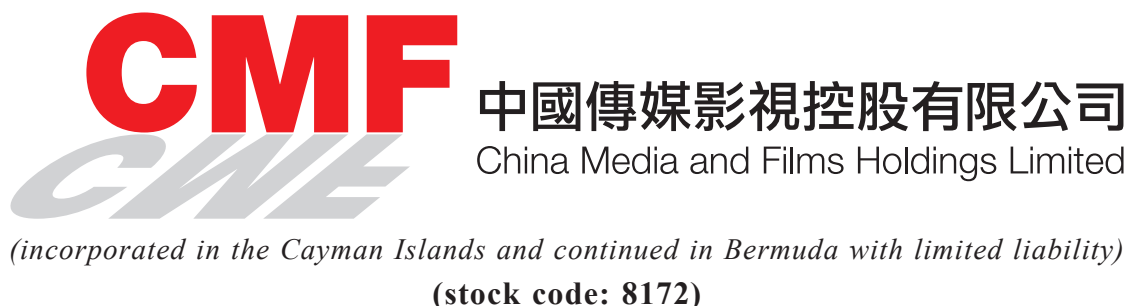 CMF
中國傳媒影視控股有限公司
China Media and Films Holdings Limited
(incorporated in the Cayman Islands and continued in Bermuda with limited liability)
(stock code: 8172)